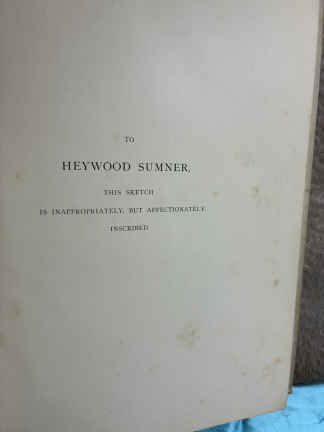 TO
HEYWOOD SUMNER,
THIS SKETCH
IS INAPPROPRIATELY, BUT AFFECTIONATELY
INSCRIBED